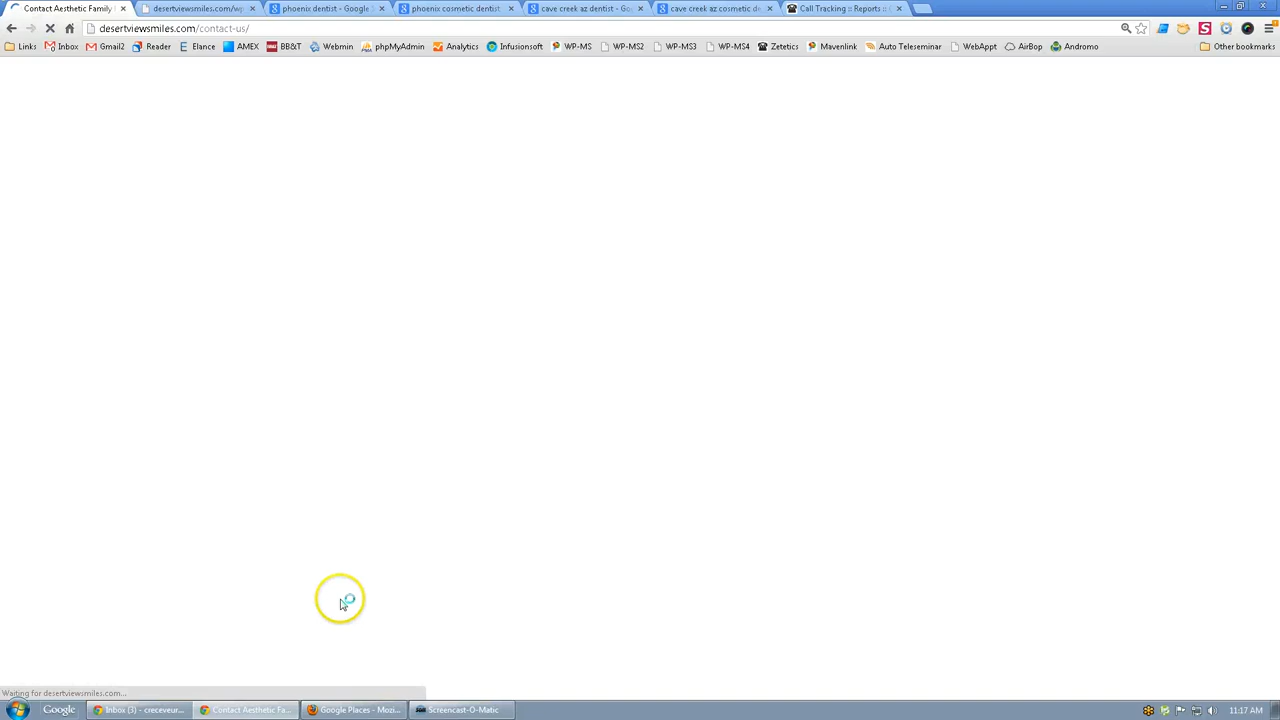 Contact Aesthetic Family
desertviewsmiles.com/wp
phoenix dentist - Google S
phoenix cosmetic dentist
cave creek az dentist - Goo
cave creek az cosmetic de
Call Tracking :: Reports ::
desertviewsmiles.com/contact-us/
Links Inbox Gmail2 Reader Elance AMEX BB&T Webmin phpMyAdmin Analytics Infusionsoft WP-MS WP-MS2 WP-MS3 WP-MS4 Zetetics Mavenlink Auto Teleseminar WebAppt AirBop Andromo Other bookmarks
Waiting for desertviewsmiles.com...
Google Inbox (3) - creceveur... Contact Aesthetic Fa... Google Places - Mozi... Screencast-O-Matic 11:17 AM